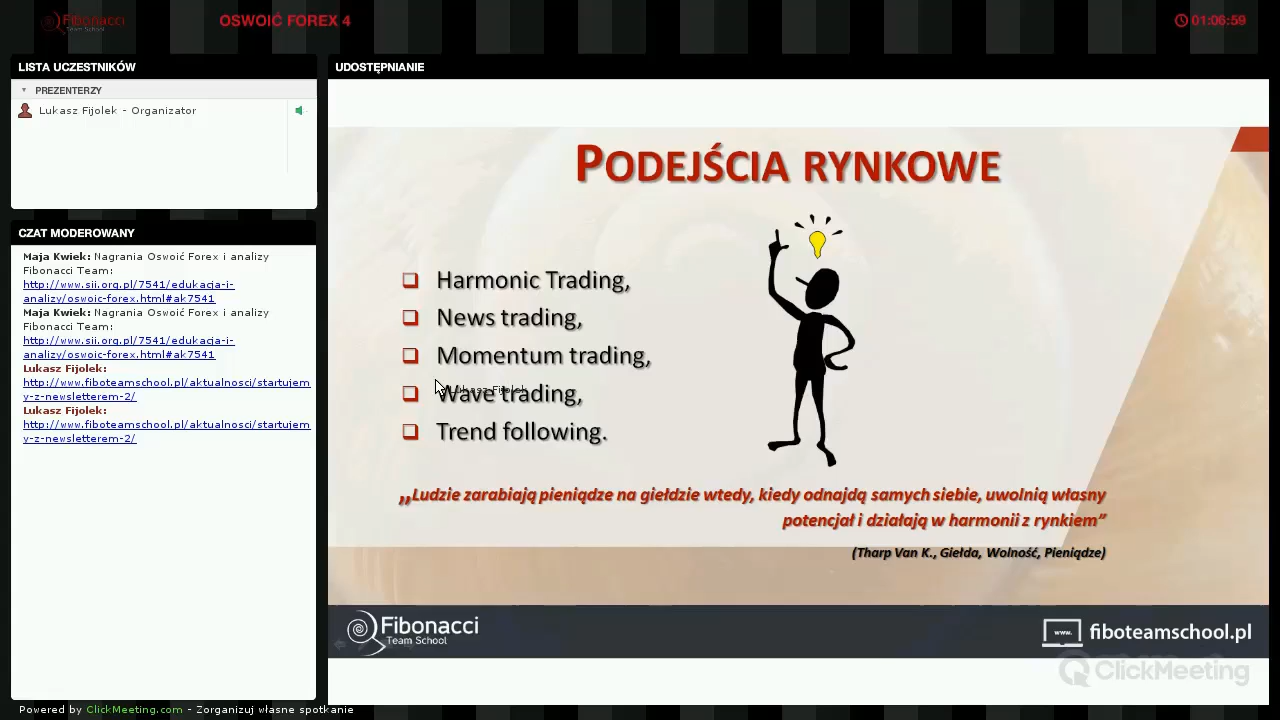 Fibonacci
Team School
OSWOIĆ FOREX 4
01:06:59
LISTA UCZESTNIKÓW
PREZENTERZY
Lukasz Fijolek - Organizator
CZAT MODEROWANY
Maja Kwiek: Nagrania Oswoić Forex i analizy
Fibonacci Team:
http://www.sii.org.pl/7541/edukacja-i-
analizy/oswoic-forex.html#ak7541
Maja Kwiek: Nagrania Oswoić Forex i analizy
Fibonacci Team:
http://www.sii.org.pl/7541/edukacja-i-
analizy/oswoic-forex.html#ak7541
Lukasz Fijolek:
http://www.fiboteamschool.pl/aktualnosci/startujem
y-z-newsletterem-2/
Lukasz Fijolek:
http://www.fiboteamschool.pl/aktualnosci/startujem
y-z-newsletterem-2/
UDOSTĘPNIANIE
PODEJŚCIA RYNKOWE
Harmonic Trading,
News trading,
Momentum trading,
Lukasz Fijolek
Wave trading,
Trend following.
„Ludzie zarabiają pieniądze na giełdzie wtedy, kiedy odnajdą samych siebie, uwolnią własny
potencjał i działają w harmonii z rynkiem”
(Tharp Van K., Giełda, Wolność, Pieniądze)
Fibonacci
Team School
www.
fiboteamschool.pl
ClickMeeting
Powered by ClickMeeting.com - Zorganizuj własne spotkanie